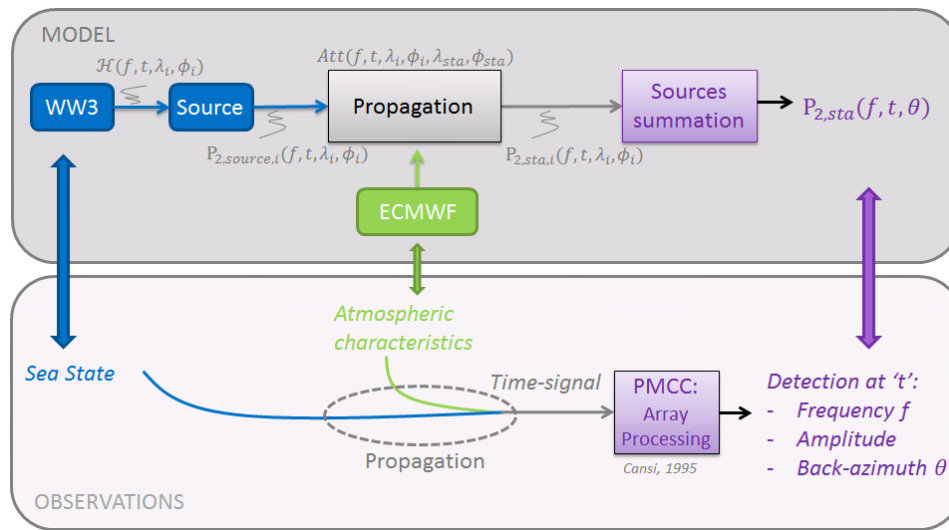 MODEL
ℋ(f, t, λᵢ, ϕᵢ)
Att(f, t, λᵢ, ϕᵢ, λₛₜₐ, ϕₛₜₐ)
WW3
Source
Propagation
Sources
summation
P₂,ₛₜₐ(f, t, θ)
P₂,ₛₒᵤᵣcₑ,ᵢ(f, t, λᵢ, ϕᵢ)
P₂,ₛₜₐ,ᵢ(f, t, λᵢ, ϕᵢ)
ECMWF
Atmospheric
characteristics
Sea State
Time-signal
PMCC:
Array
Processing
Cansi, 1995
Propagation
Detection at ‘t’:
- Frequency f
- Amplitude
- Back-azimuth θ
OBSERVATIONS